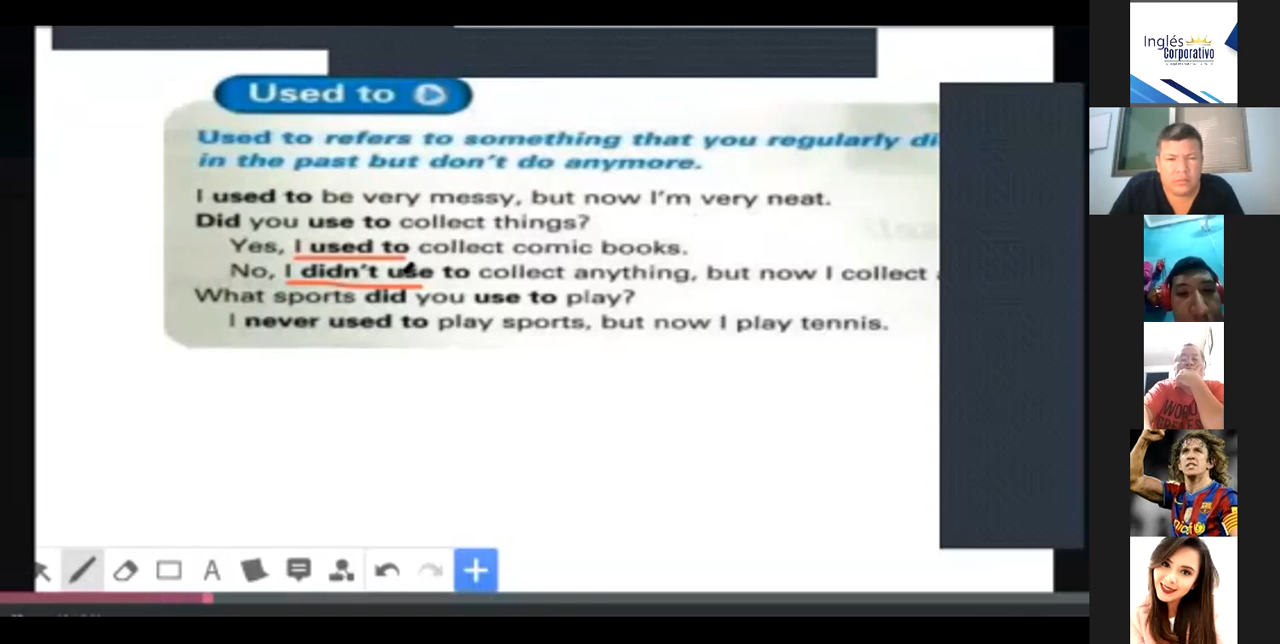 Used to
Used to refers to something that you regularly
in the past but don't do anymore.
I used to be very messy, but now I'm very neat.
Did you use to collect things?
Yes, I used to collect comic books.
No, I didn't use to collect anything, but now I collect
What sports did you use to play?
I never used to play sports, but now I play tennis.
A
Inglés
Corporativo
WORLD
unicef